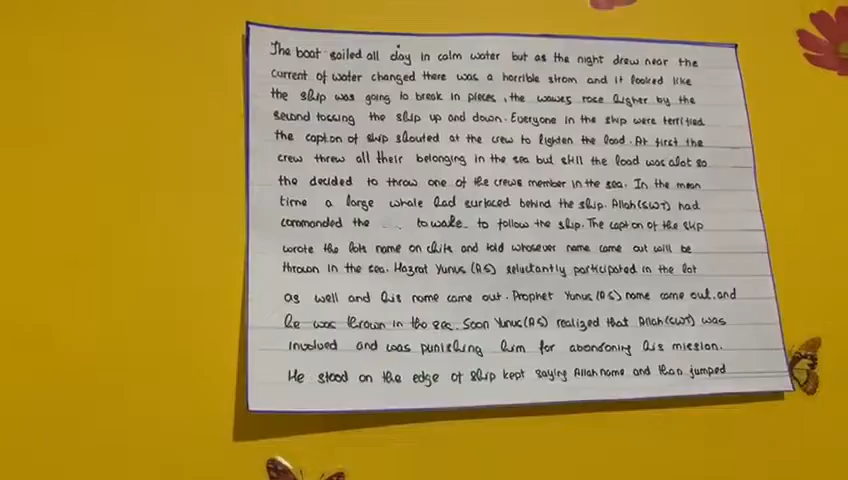 The boat sailed all day in calm water but as the night drew near the
current of water changed there was a horrible strom and it looked like
the ship was going to break in pieces, the waves rose higher by the
second tossing the ship up and down. Everyone in the ship were terrified
the caption of ship shouted at the crew to lighten the load. At first the
crew threw all their belonging in the sea but still the load was alot so
the decided to throw one of the crews member in the sea. In the mean
time a large whale had surfaced behind the ship. Allah(SWT) had
commanded the to follow the ship. The caption of the ship
wrote the name on and told whosever name came out will be
thrown in the sea. Hazrat Yunus (AS) reluctantly participated in the lot
as well and his name came out. Prophet Yunus (AS) name come out. and
he was thrown in the sea. Soon Yunus (AS) realized that Allah (SWT) was
involved and was punishing him for abandoning his mission.
He stood on the edge of ship kept saying Allah name and than jumped